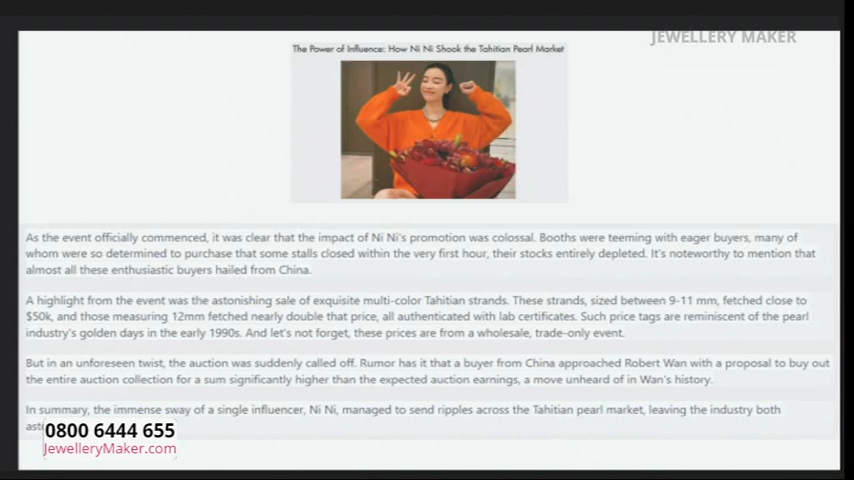 JEWELLERY MAKER
The Power of Influence: How Ni Ni Shook the Tahitian Pearl Market
As the event officially commenced, it was clear that the impact of Ni Ni's promotion was colossal. Booths were teeming with eager buyers, many of
whom were so determined to purchase that some stalls closed within the very first hour, their stocks entirely depleted. It's noteworthy to mention that
almost all these enthusiastic buyers hailed from China.
A highlight from the event was the astonishing sale of exquisite multi-color Tahitian strands. These strands, sized between 9-11 mm, fetched close to
$50k, and those measuring 12mm fetched nearly double that price, all authenticated with lab certificates. Such price tags are reminiscent of the pearl
industry's golden days in the early 1990s. And let's not forget, these prices are from a wholesale, trade-only event.
But in an unforeseen twist, the auction was suddenly called off. Rumor has it that a buyer from China approached Robert Wan with a proposal to buy out
the entire auction collection for a sum significantly higher than the expected auction earnings, a move unheard of in Wan's history.
In summary, the immense sway of a single influencer, Ni Ni, managed to send ripples across the Tahitian pearl market, leaving the industry both
0800 6444 655
JewelleryMaker.com